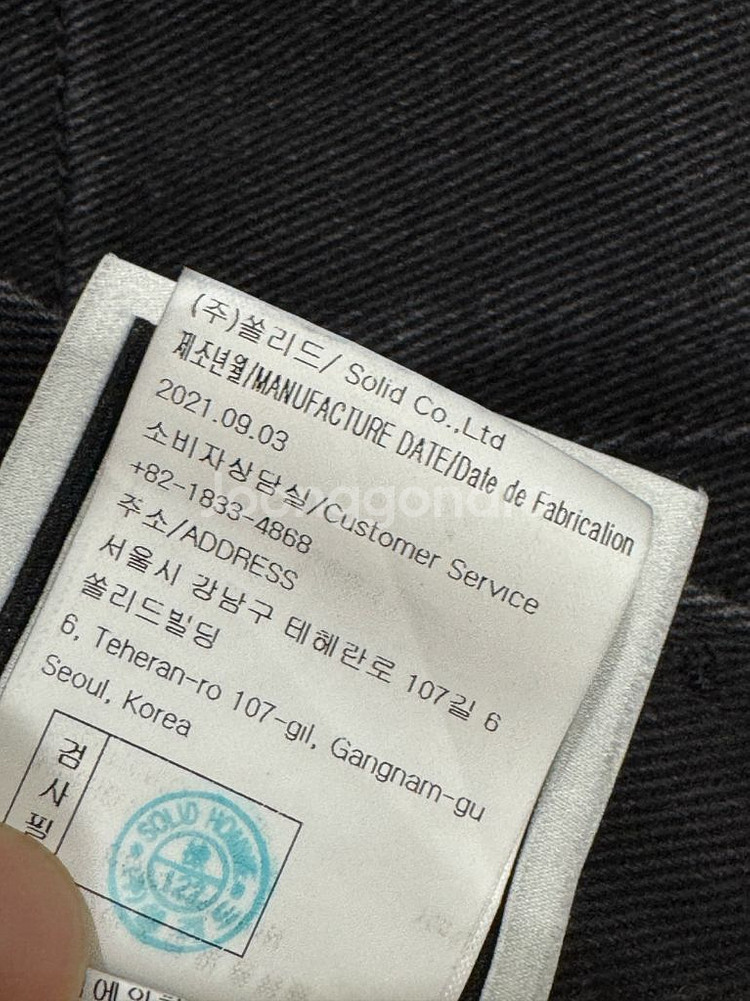 (주)쏠리드/ Solid Co.,Ltd
제조년월/MANUFACTURE DATE/Date de Fabrication
2021.09.03
소비자상담실/Customer Service
+82-1833-4868
주소/ADDRESS
서울시 강남구 테헤란로 107길 6
쏠리드빌딩
6, Teheran-ro 107-gil, Gangnam-gu
Seoul, Korea
검사필
SOLID HOMME